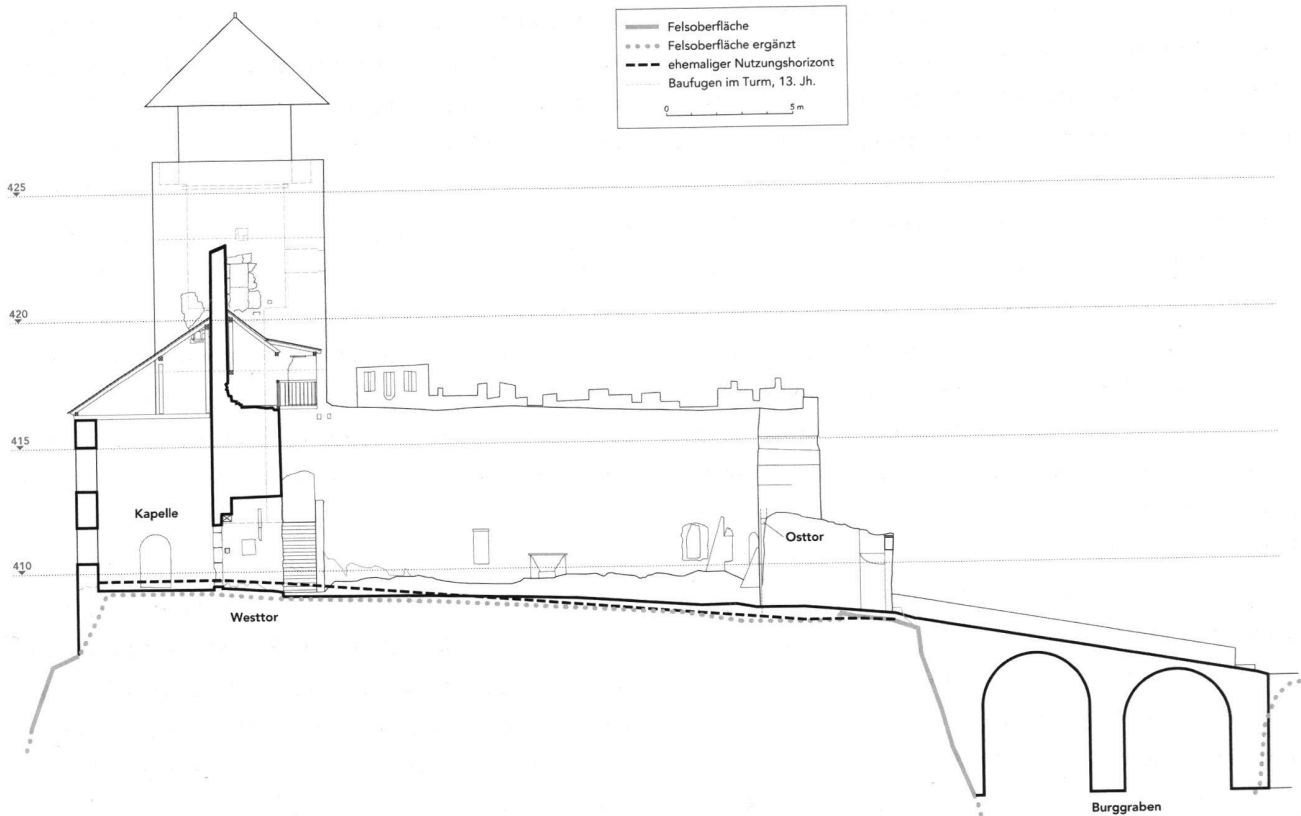 Felsoberfläche
Felsoberfläche ergänzt
ehemaliger Nutzungshorizont
Baufugen im Turm, 13. Jh.
0 5 m
425
420
415
Kapelle
Osttor
410
Westtor
Burggraben